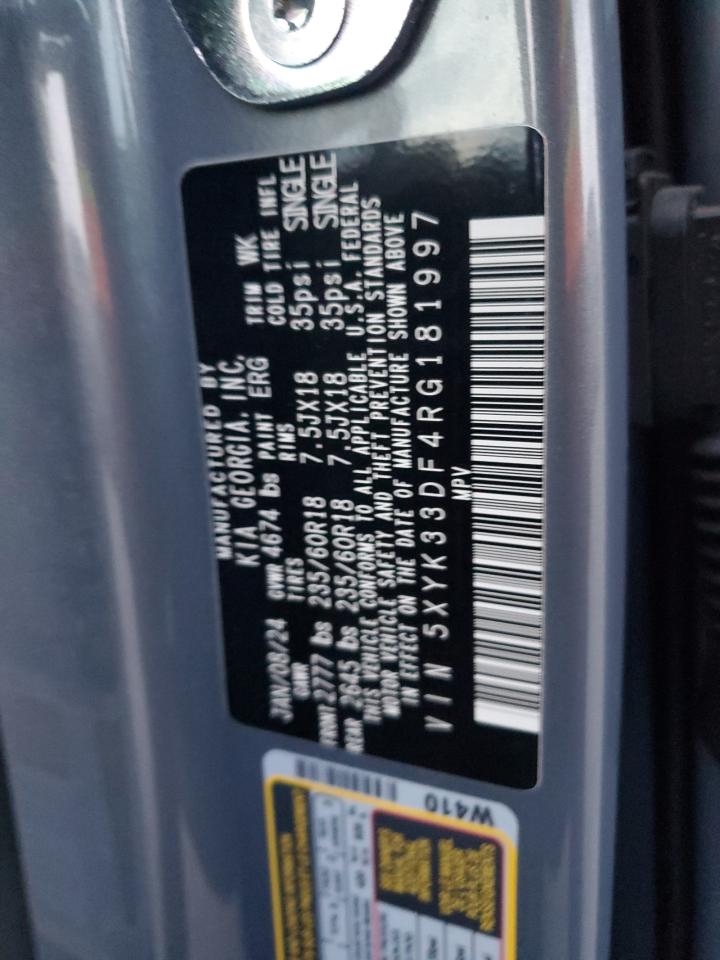 MANUFACTURED BY
KIA GEORGIA, INC.
JAN/08/24 GVWR 4674 lbs PAINT ERG TRIM WK
GAWR TIRES RIMS COLD TIRE INFL
FRONT 2777 lbs 235/60R18 7.5JX18 35psi SINGLE
REAR 2645 lbs 235/60R18 7.5JX18 35psi SINGLE
THIS VEHICLE CONFORMS TO ALL APPLICABLE U.S.A. FEDERAL
MOTOR VEHICLE SAFETY AND THEFT PREVENTION STANDARDS
IN EFFECT ON THE DATE OF MANUFACTURE SHOWN ABOVE
VIN 5XYK33DF4RG181997
MPV
W410